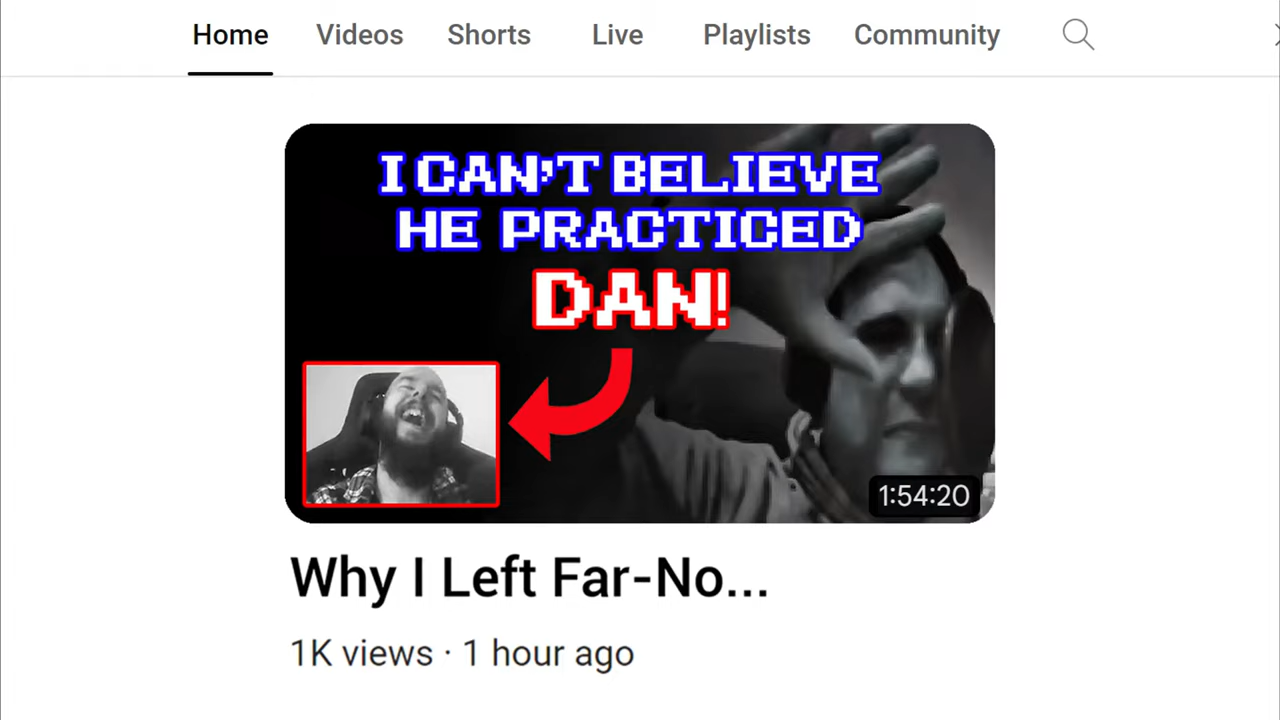 Home Videos Shorts Live Playlists Community
I CAN'T BELIEVE
HE PRACTICED
DAN!
1:54:20
Why I Left Far-No...
1K views · 1 hour ago